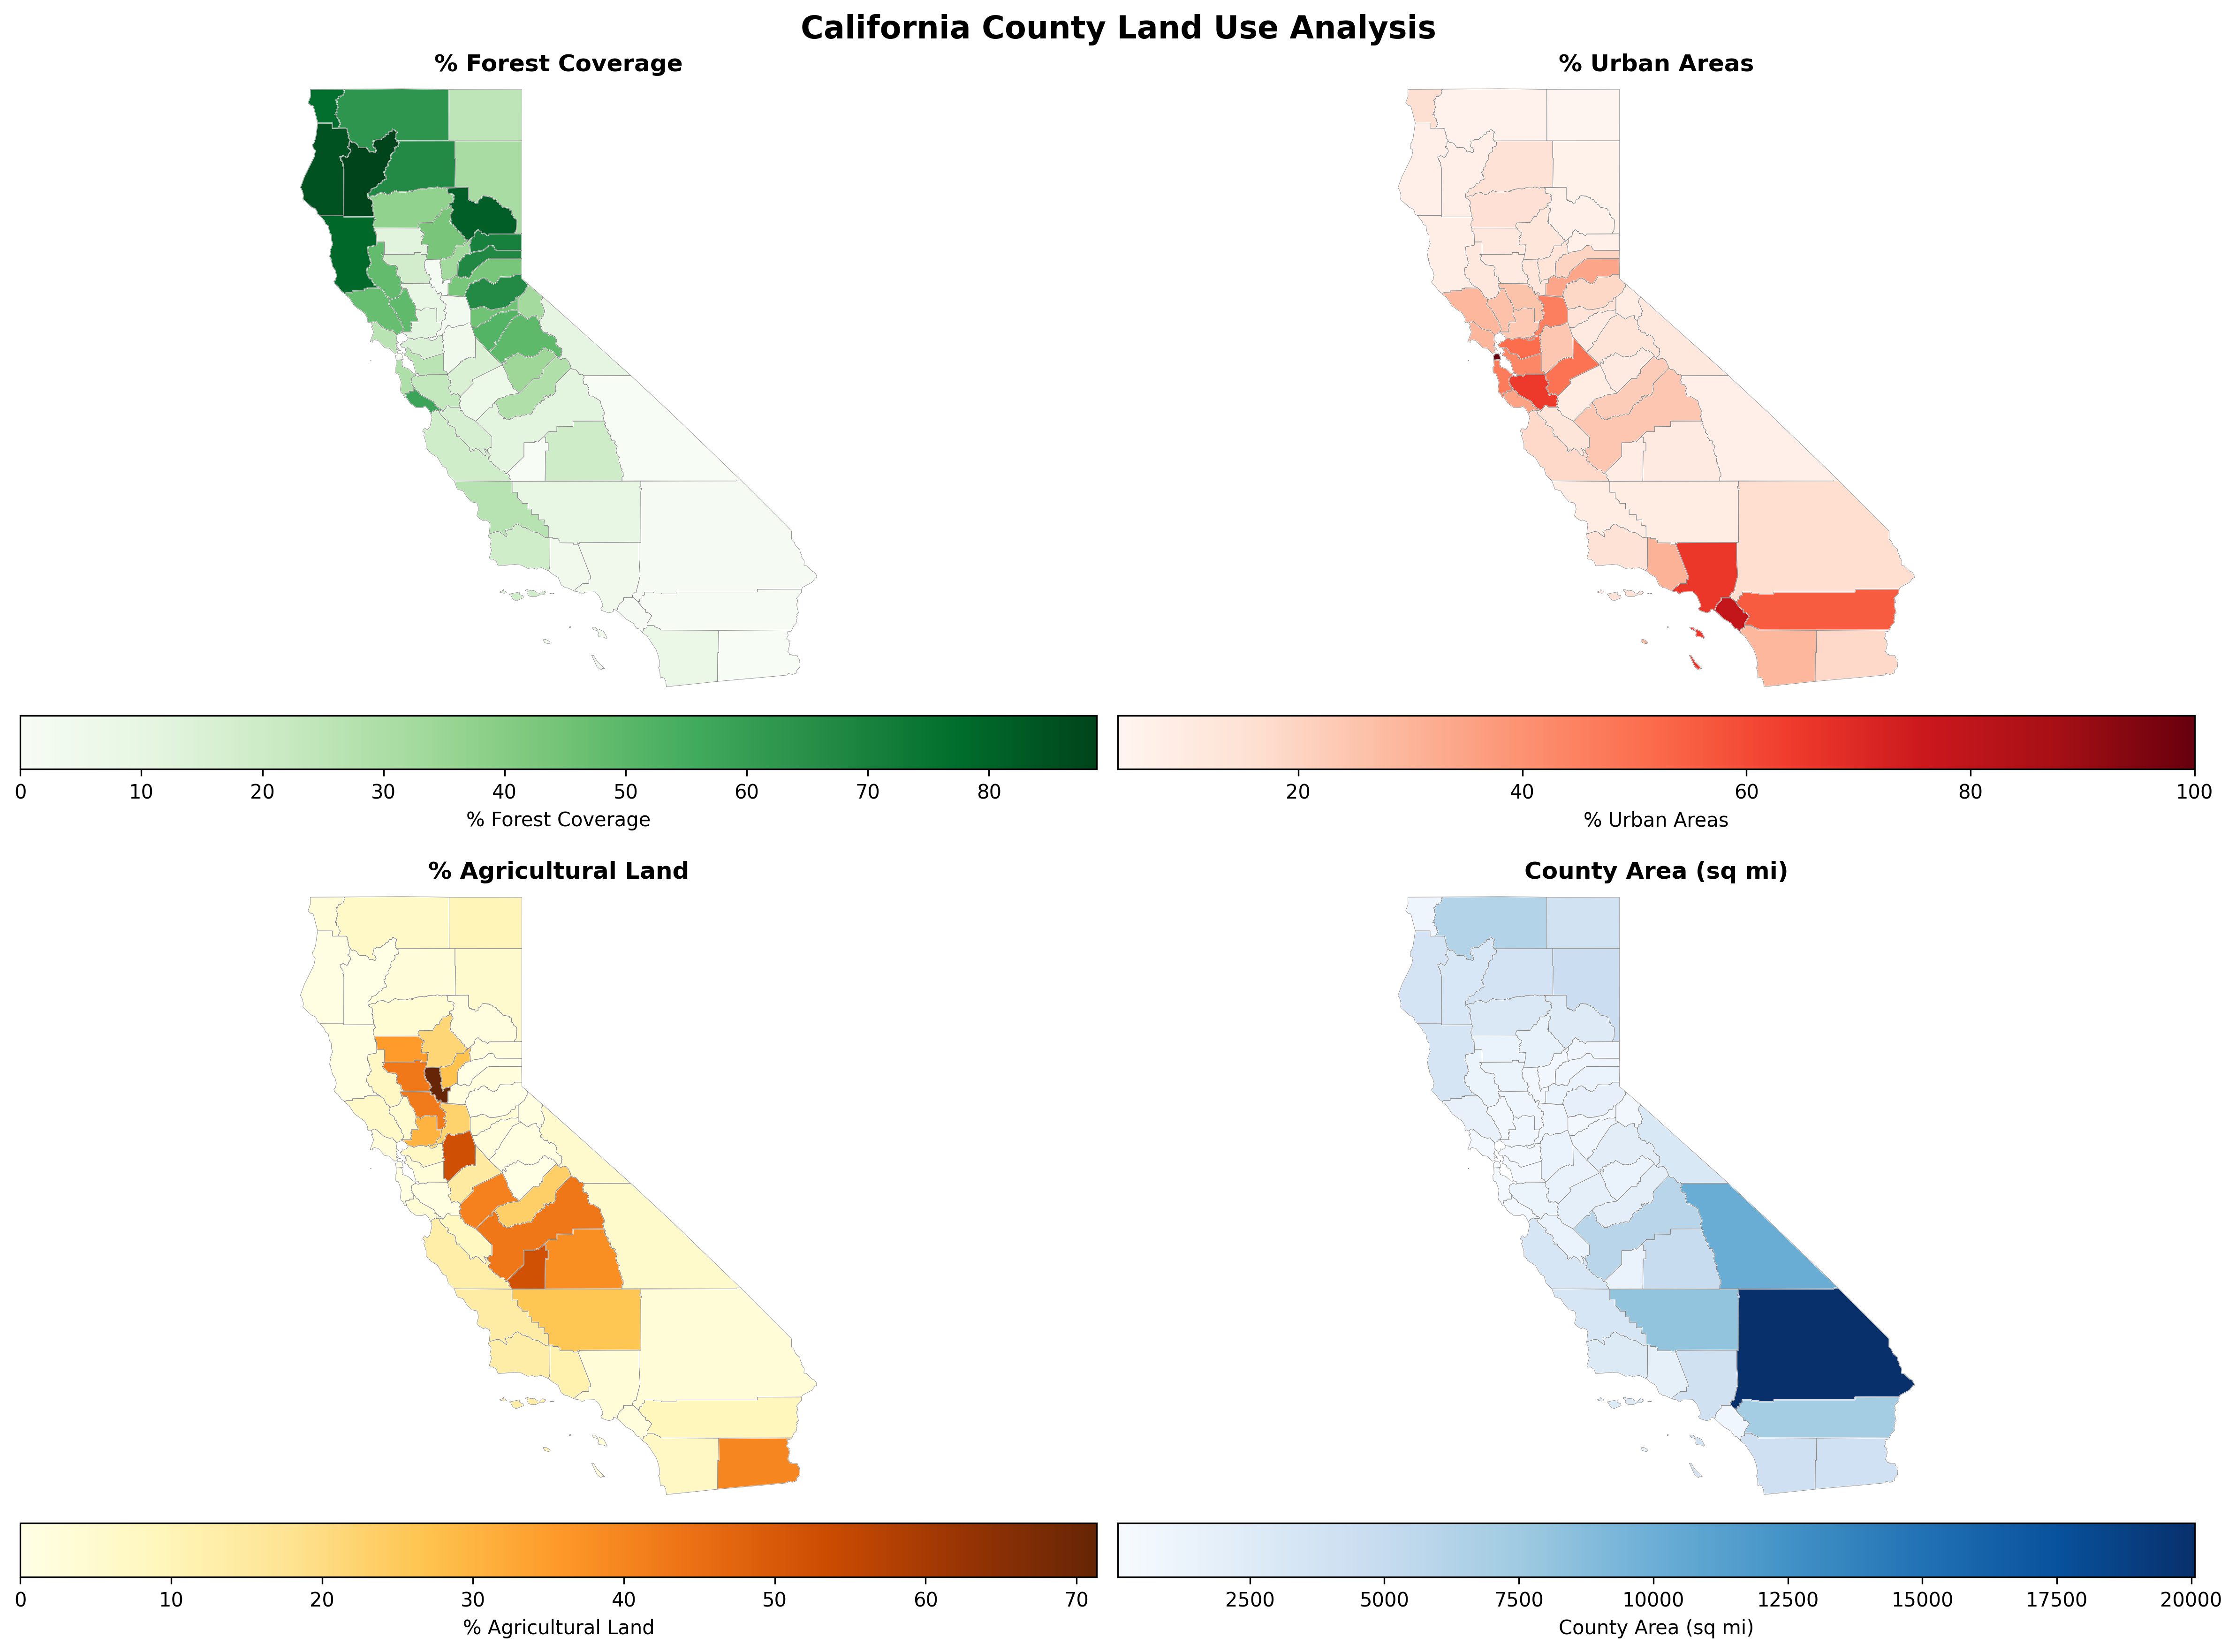 California County Land Use Analysis
% Forest Coverage
% Urban Areas
0 10 20 30 40 50 60 70 80
% Forest Coverage
20 40 60 80 100
% Urban Areas
% Agricultural Land
County Area (sq mi)
0 10 20 30 40 50 60 70
% Agricultural Land
2500 5000 7500 10000 12500 15000 17500 20000
County Area (sq mi)